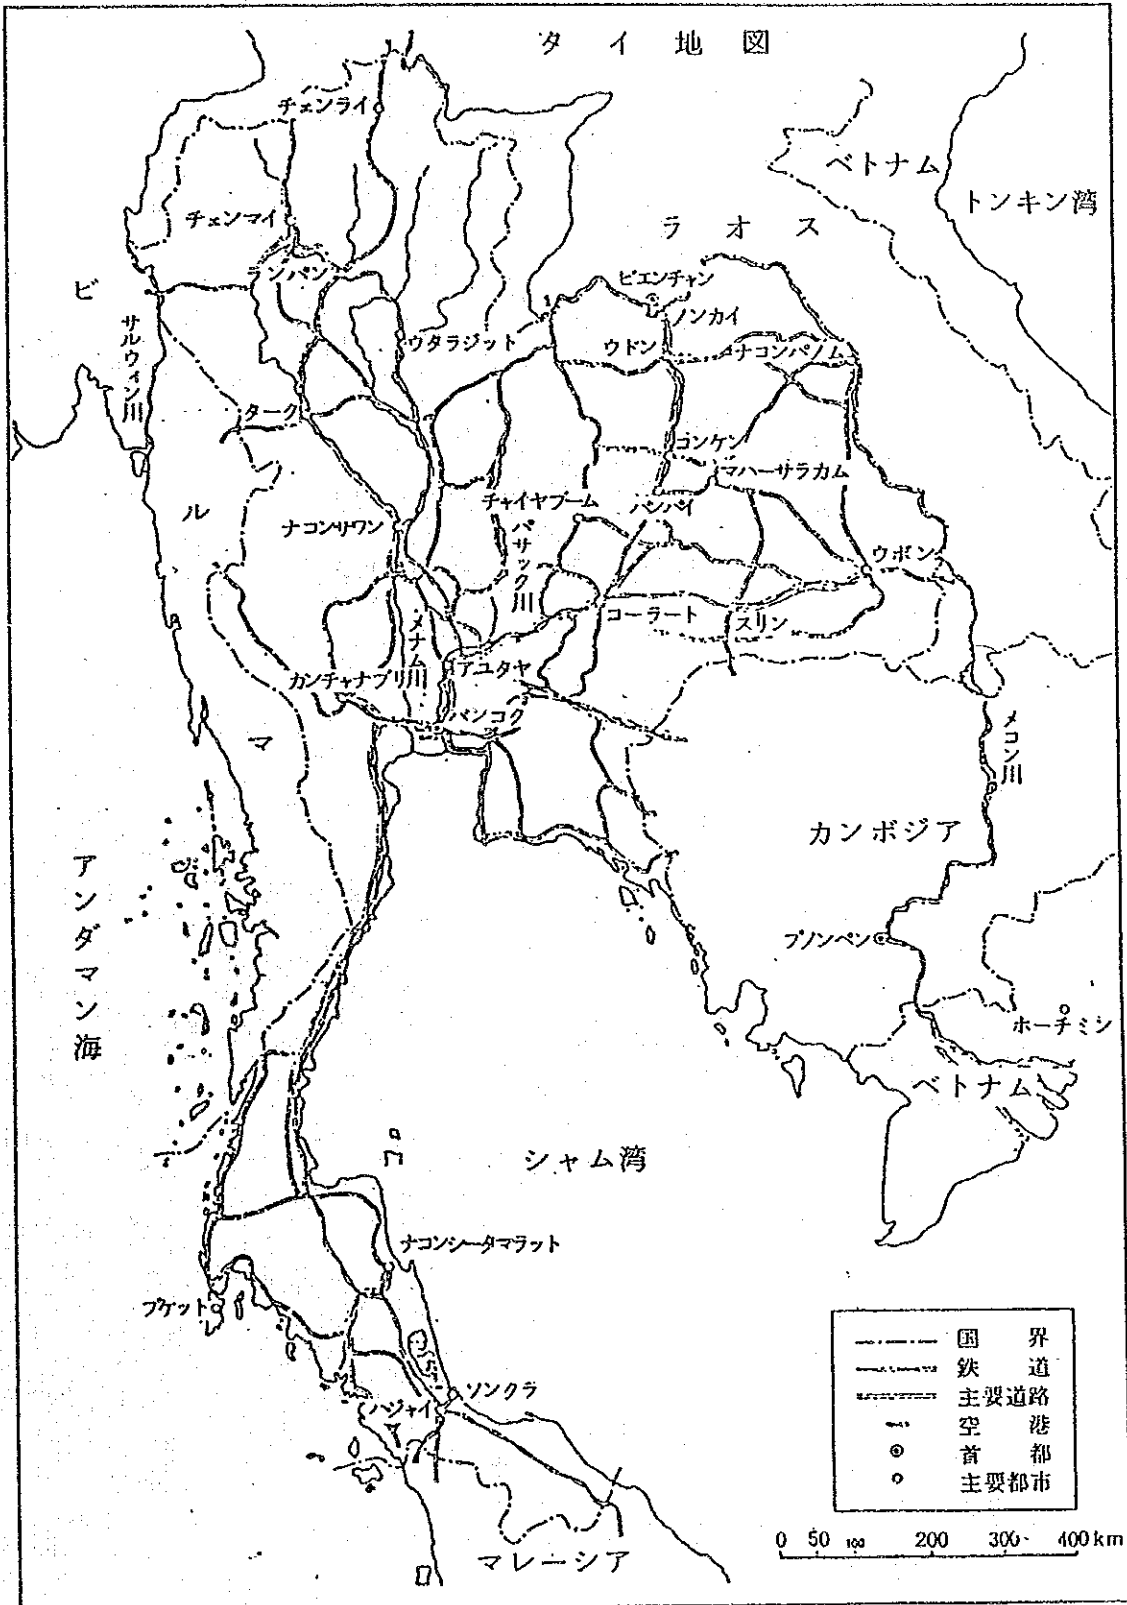 タイ地図
チェンライ
ベトナム
トンキン湾
チェンマイ
ラオス
ランパン
ビエンチャン
ビルマ
サルウィン川
ノンカイ
ウタラジット
ウドン
ナコンパノム
ターク
コンケン
マハーサラカム
チャイヤプーム
バンパイ
ナコンサワン
パサック川
ウボン
メナム川
コーラート
スリン
アユタヤ
カンチャナブリ
バンコク
メコン川
カンボジア
アンダマン海
プノンペン
ホーチミン
ベトナム
シャム湾
ナコンシータマラット
プケット
ソンクラ
ハジャイ
マレーシア
国界
鉄道
主要道路
空港
首都
主要都市
0 50 100 200 300 400km